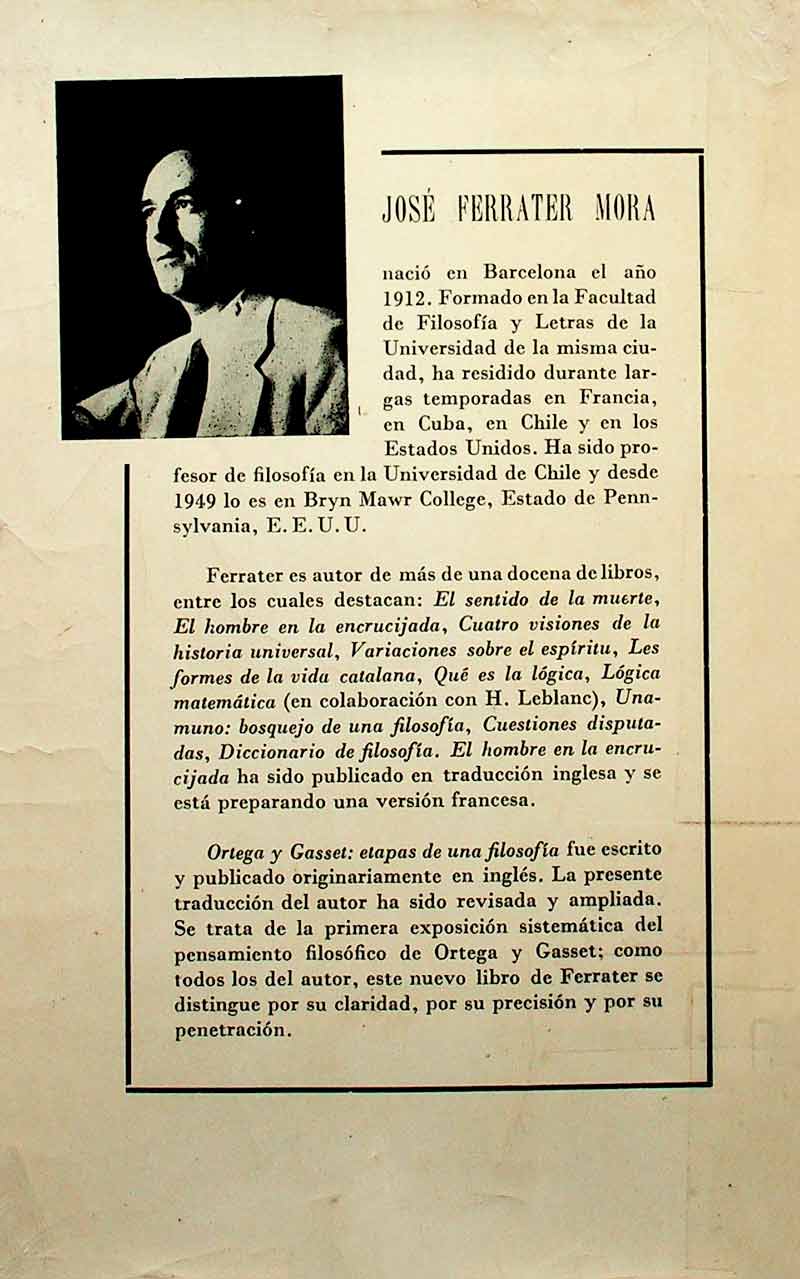 JOSÉ FERRATER MORA
nació en Barcelona el año
1912. Formado en la Facultad
de Filosofía y Letras de la
Universidad de la misma ciu-
dad, ha residido durante lar-
gas temporadas en Francia,
en Cuba, en Chile y en los
Estados Unidos. Ha sido pro-
fesor de filosofía en la Universidad de Chile y desde
1949 lo es en Bryn Mawr College, Estado de Penn-
sylvania, E. E. U. U.
Ferrater es autor de más de una docena de libros,
entre los cuales destacan: El sentido de la muerte,
El hombre en la encrucijada, Cuatro visiones de la
historia universal, Variaciones sobre el espíritu, Les
formes de la vida catalana, Qué es la lógica, Lógica
matemática (en colaboración con H. Leblanc), Una-
muno: bosquejo de una filosofía, Cuestiones disputa-
das, Diccionario de filosofía. El hombre en la encru-
cijada ha sido publicado en traducción inglesa y se
está preparando una versión francesa.
Ortega y Gasset: etapas de una filosofía fue escrito
y publicado originariamente en inglés. La presente
traducción del autor ha sido revisada y ampliada.
Se trata de la primera exposición sistemática del
pensamiento filosófico de Ortega y Gasset; como
todos los del autor, este nuevo libro de Ferrater se
distingue por su claridad, por su precisión y por su
penetración.